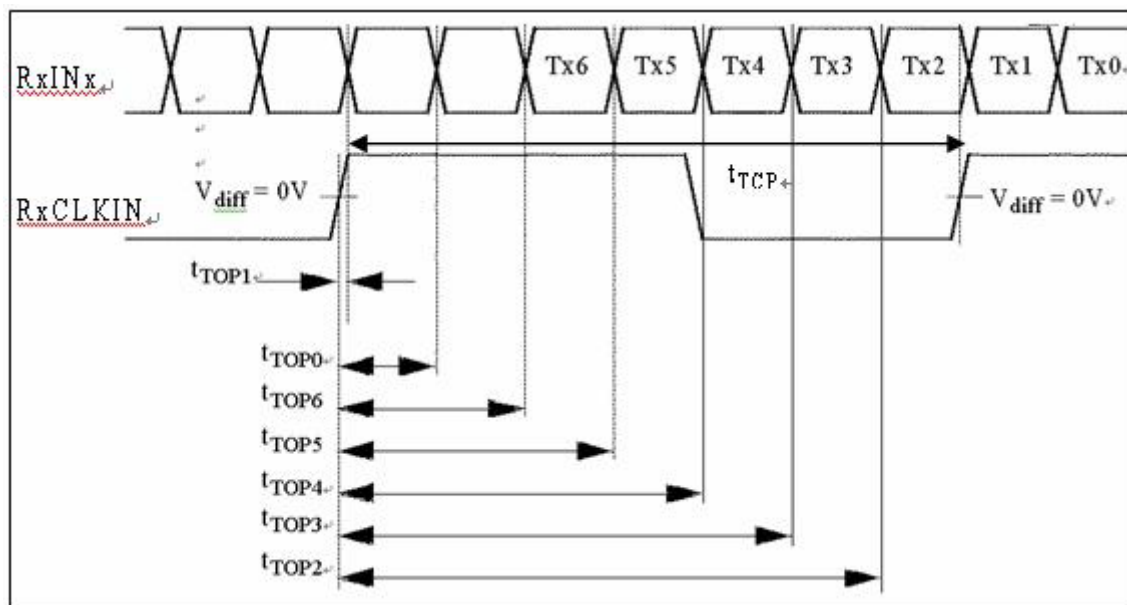 RxINx
Tx6 Tx5 Tx4 Tx3 Tx2 Tx1 Tx0
tTCP
Vdiff = 0V
Vdiff = 0V
RxCLKIN
tTOP1
tTOP0
tTOP6
tTOP5
tTOP4
tTOP3
tTOP2